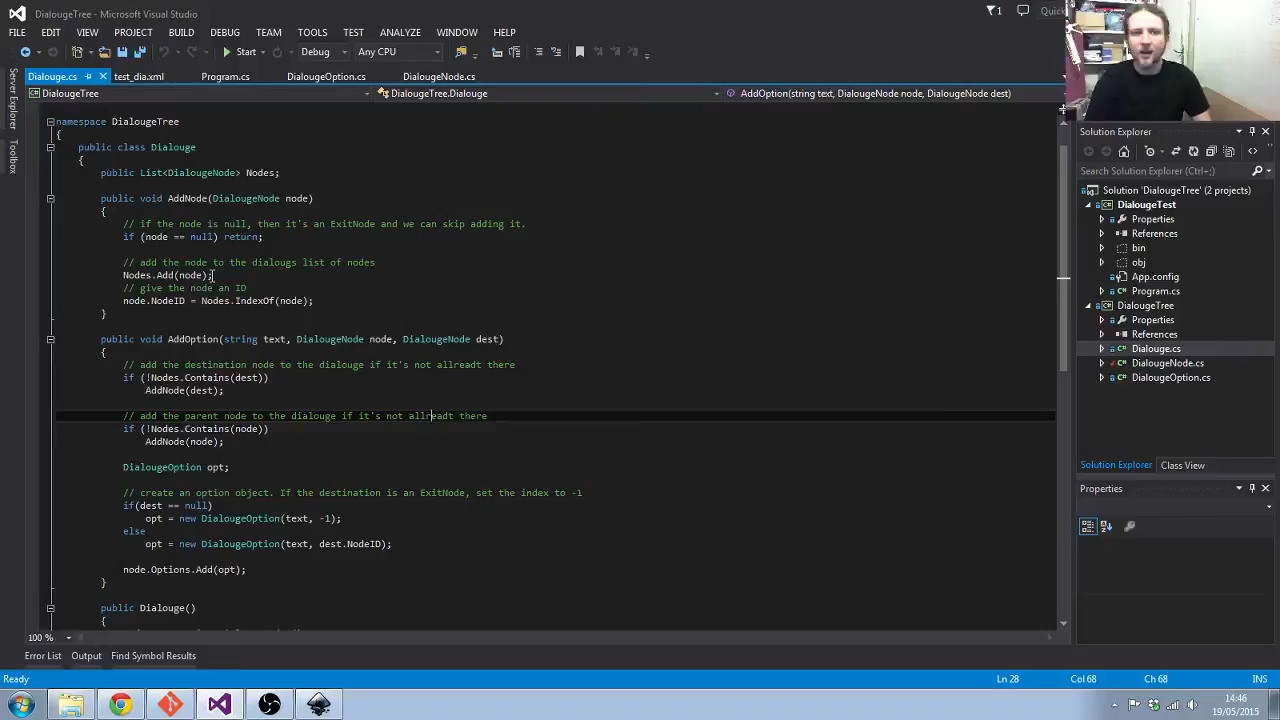 DialougeTree - Microsoft Visual Studio
1
Quick
FILE EDIT VIEW PROJECT BUILD DEBUG TEAM TOOLS TEST ANALYZE WINDOW HELP
Start Debug Any CPU
Dialouge.cs test_dia.xml Program.cs DialougeOption.cs DialougeNode.cs
DialougeTree DialougeTree.Dialouge AddOption(string text, DialougeNode node, DialougeNode dest)
Server Explorer
Toolbox
namespace DialougeTree
{
public class Dialouge
{
public List<DialougeNode> Nodes;
public void AddNode(DialougeNode node)
{
// if the node is null, then it's an ExitNode and we can skip adding it.
if (node == null) return;
// add the node to the dialougs list of nodes
Nodes.Add(node);
// give the node an ID
node.NodeID = Nodes.IndexOf(node);
}
public void AddOption(string text, DialougeNode node, DialougeNode dest)
{
// add the destination node to the dialouge if it's not allreadt there
if (!Nodes.Contains(dest))
AddNode(dest);
// add the parent node to the dialouge if it's not allreadt there
if (!Nodes.Contains(node))
AddNode(node);
DialougeOption opt;
// create an option object. If the destination is an ExitNode, set the index to -1
if(dest == null)
opt = new DialougeOption(text, -1);
else
opt = new DialougeOption(text, dest.NodeID);
node.Options.Add(opt);
}
public Dialouge()
{
100 %
Error List Output Find Symbol Results
Solution Explorer
Search Solution Explorer (Ctrl+;)
Solution 'DialougeTree' (2 projects)
DialougeTest
Properties
References
bin
obj
App.config
Program.cs
DialougeTree
Properties
References
Dialouge.cs
DialougeNode.cs
DialougeOption.cs
Solution Explorer Class View
Properties
Ready Ln 28 Col 68 Ch 68 INS
14:46
19/05/2015